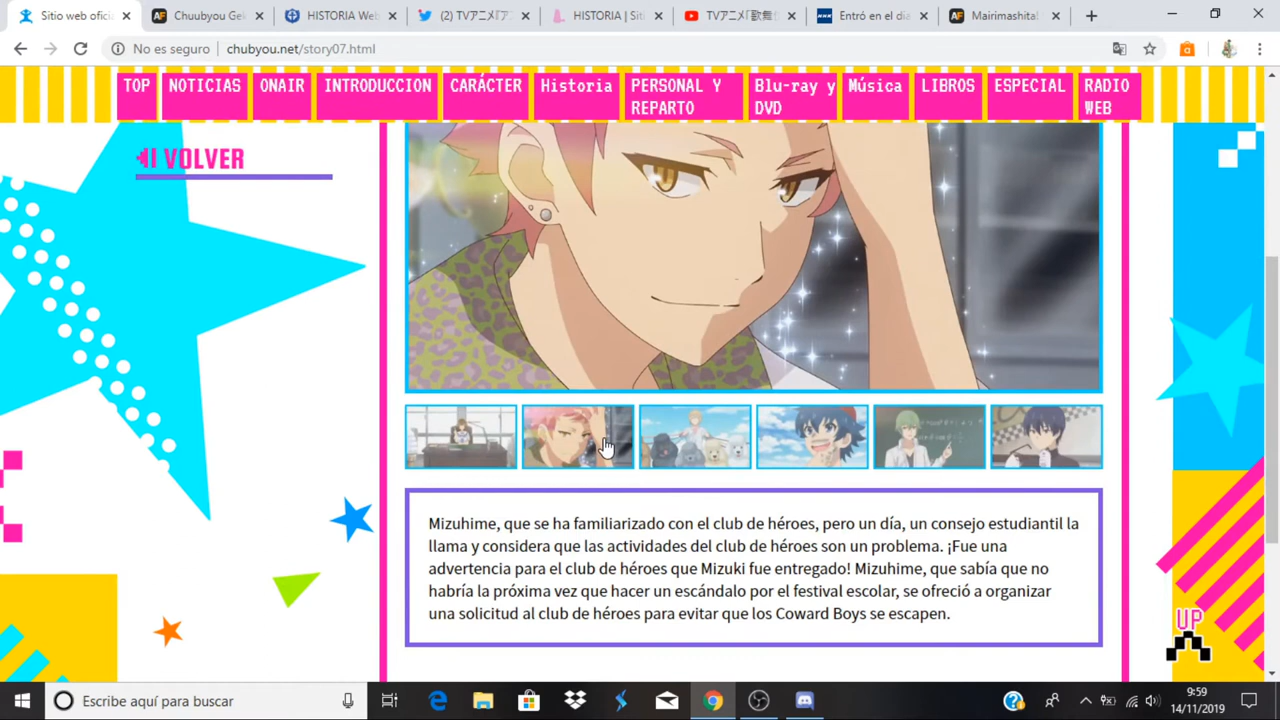 Sitio web oficia
Chuubyou Gek
HISTORIA Web
(2) TVアニメ『ア
HISTORIA | Siti
TVアニメ「歌舞伎
Entró en el día
Mairimashita!
No es seguro
chubyou.net/story07.html
TOP
NOTICIAS
ONAIR
INTRODUCCION
CARÁCTER
Historia
PERSONAL Y
REPARTO
Blu-ray y
DVD
Música
LIBROS
ESPECIAL
RADIO
WEB
VOLVER
Mizuhime, que se ha familiarizado con el club de héroes, pero un día, un consejo estudiantil la
llama y considera que las actividades del club de héroes son un problema. ¡Fue una
advertencia para el club de héroes que Mizuki fue entregado! Mizuhime, que sabía que no
habría la próxima vez que hacer un escándalo por el festival escolar, se ofreció a organizar
una solicitud al club de héroes para evitar que los Coward Boys se escapen.
UP
Escribe aquí para buscar
9:59
14/11/2019